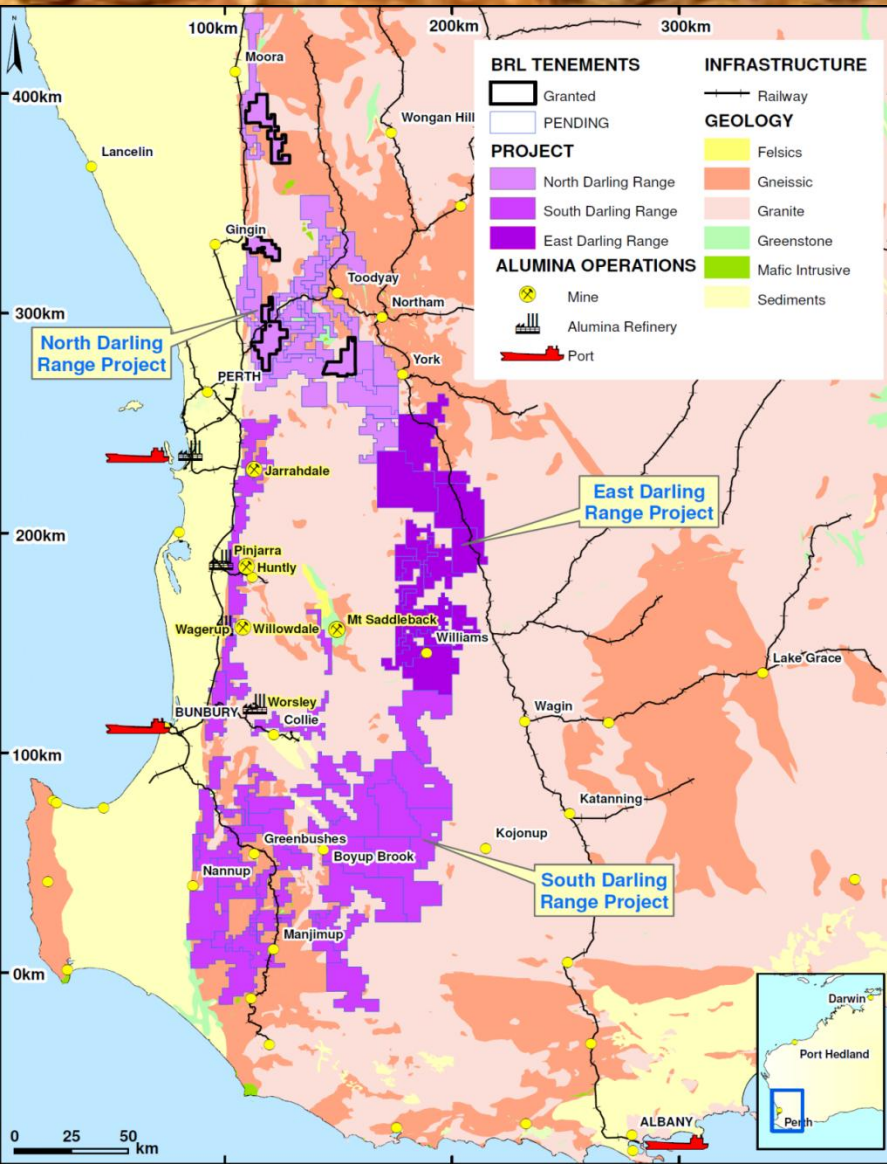 N
100km
200km
300km
400km
300km
200km
100km
0km
BRL TENEMENTS
Granted
PENDING
PROJECT
North Darling Range
South Darling Range
East Darling Range
ALUMINA OPERATIONS
Mine
Alumina Refinery
Port
INFRASTRUCTURE
Railway
GEOLOGY
Felsics
Gneissic
Granite
Greenstone
Mafic Intrusive
Sediments
Moora
Wongan Hill
Lancelin
Gingin
Toodyay
Northam
North Darling
Range Project
York
PERTH
Jarrahdale
East Darling
Range Project
Pinjarra
Huntly
Wagerup
Willowdale
Mt Saddleback
Williams
Lake Grace
Worsley
BUNBURY
Collie
Wagin
Katanning
Kojonup
Greenbushes
Boyup Brook
Nannup
South Darling
Range Project
Manjimup
ALBANY
Darwin
Port Hedland
Perth
0 25 50
km